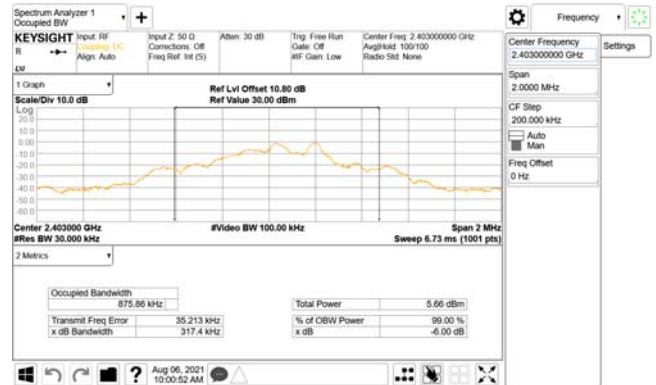 Spectrum Analyzer 1
Occupied BW
Frequency
KEYSIGHT
Input: RF
Input Z: 50 Ω
Atten: 30 dB
Trig: Free Run
Center Freq: 2.403000000 GHz
R
Coupling: DC
Corrections: Off
Gate: Off
Avg|Hold: 100/100
Align: Auto
Freq Ref: Int (S)
#IF Gain: Low
Radio Std: None
Center Frequency
2.403000000 GHz
Settings
Span
2.0000 MHz
CF Step
200.000 kHz
Auto
Man
Freq Offset
0 Hz
1 Graph
Scale/Div 10.0 dB
Ref Lvl Offset 10.80 dB
Ref Value 30.00 dBm
Log
20.0
10.0
0.00
-10.0
-20.0
-30.0
-40.0
-50.0
-60.0
Center 2.403000 GHz
#Video BW 100.00 kHz
Span 2 MHz
#Res BW 30.000 kHz
Sweep 6.73 ms (1001 pts)
2 Metrics
Occupied Bandwidth
875.86 kHz
Total Power
5.66 dBm
Transmit Freq Error
35.213 kHz
% of OBW Power
99.00 %
x dB Bandwidth
317.4 kHz
x dB
-6.00 dB
?
Aug 06, 2021
10:00:52 AM